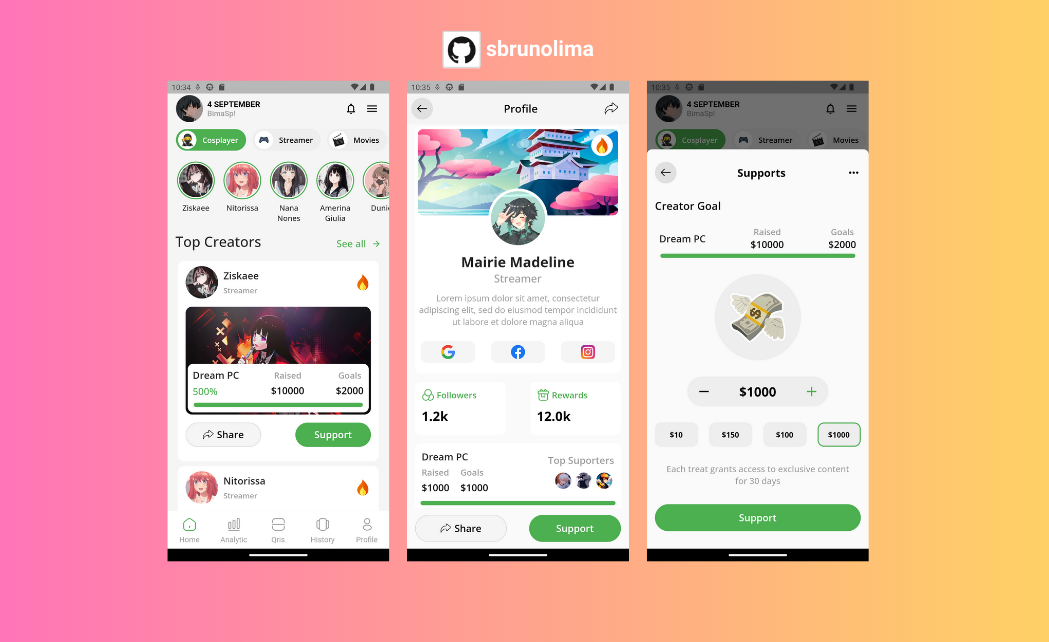 sbrunolima
10:34
4 SEPTEMBER
BimaSpl
Cosplayer
Streamer
Movies
Ziskaee
Nitorissa
Nana
Nones
Amerina
Giulia
Dunic
Top Creators
See all
Ziskaee
Streamer
Dream PC
Raised
Goals
500%
$10000
$2000
Share
Support
Nitorissa
Streamer
Home
Analytic
Qris
History
Profile
10:35
Profile
Mairie Madeline
Streamer
Lorem ipsum dolor sit amet, consectetur
adipiscing elit, sed do eiusmod tempor incididunt
ut labore et dolore magna aliqua
Followers
1.2k
Rewards
12.0k
Dream PC
Top Suporters
Raised
Goals
$1000
$1000
Share
Support
10:35
4 SEPTEMBER
BimaSpl
Cosplayer
Streamer
Movies
Supports
Creator Goal
Dream PC
Raised
Goals
$10000
$2000
$1000
$10
$150
$100
$1000
Each treat grants access to exclusive content
for 30 days
Support